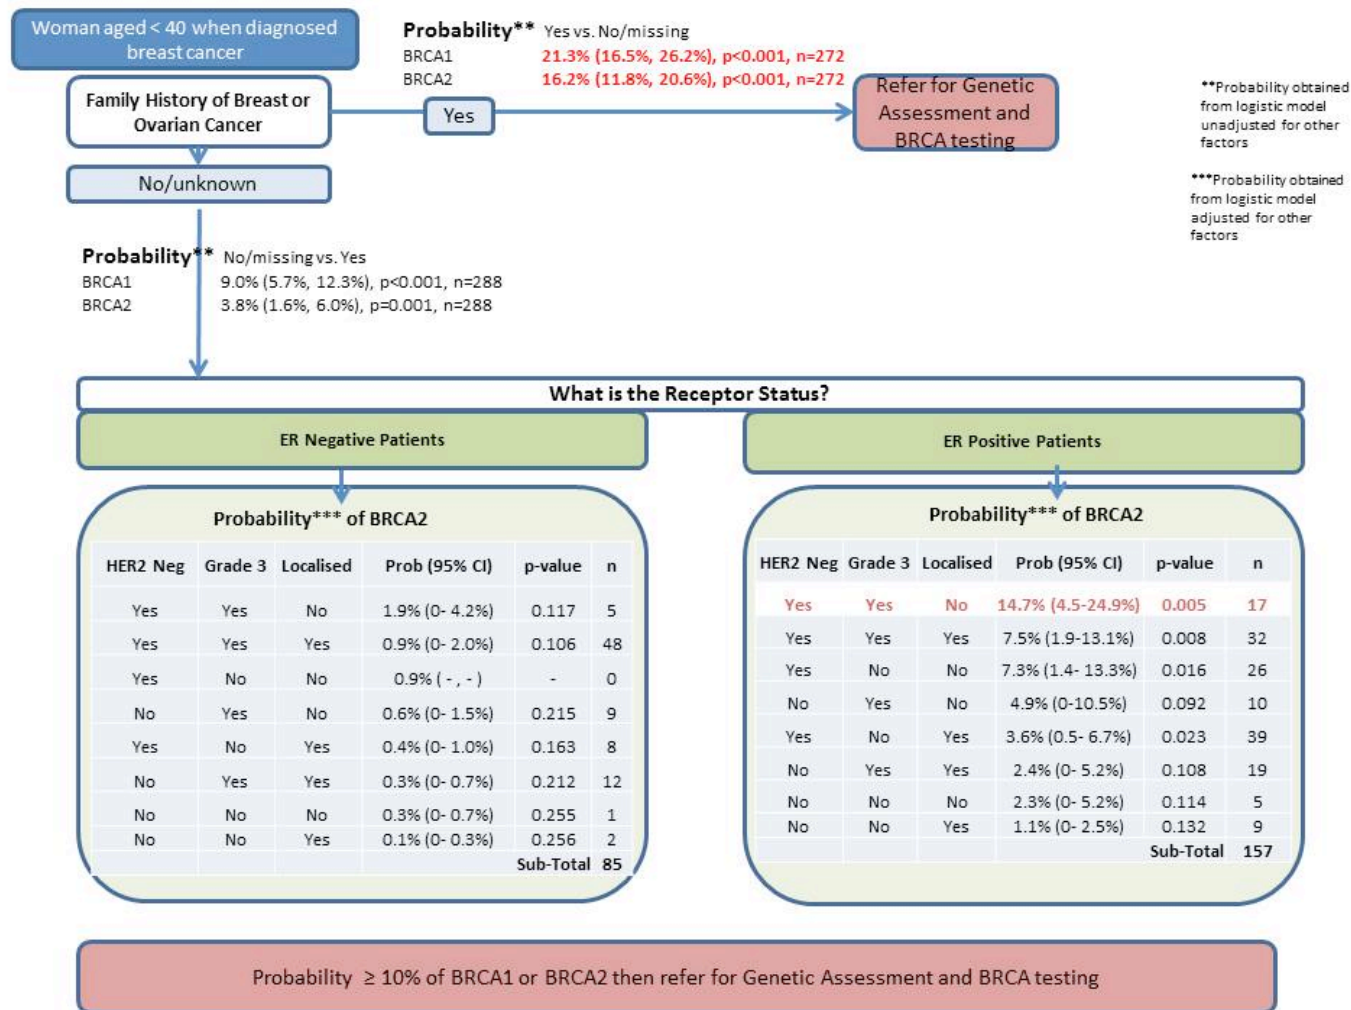 Woman aged < 40 when diagnosed
breast cancer
Probability** Yes vs. No/missing
BRCA1 21.3% (16.5%, 26.2%), p<0.001, n=272
BRCA2 16.2% (11.8%, 20.6%), p<0.001, n=272
Family History of Breast or
Ovarian Cancer
Yes
Refer for Genetic
Assessment and
BRCA testing
**Probability obtained
from logistic model
unadjusted for other
factors
No/unknown
***Probability obtained
from logistic model
adjusted for other
factors
Probability** No/missing vs. Yes
BRCA1 9.0% (5.7%, 12.3%), p<0.001, n=288
BRCA2 3.8% (1.6%, 6.0%), p=0.001, n=288
What is the Receptor Status?
ER Negative Patients
Probability*** of BRCA2
HER2 Neg Grade 3 Localised Prob (95% CI) p-value n
Yes Yes No 1.9% (0- 4.2%) 0.117 5
Yes Yes Yes 0.9% (0- 2.0%) 0.106 48
Yes No No 0.9% ( - , - ) - 0
No Yes No 0.6% (0- 1.5%) 0.215 9
Yes No Yes 0.4% (0- 1.0%) 0.163 8
No Yes Yes 0.3% (0- 0.7%) 0.212 12
No No No 0.3% (0- 0.7%) 0.255 1
No No Yes 0.1% (0- 0.3%) 0.256 2
Sub-Total 85
ER Positive Patients
Probability*** of BRCA2
HER2 Neg Grade 3 Localised Prob (95% CI) p-value n
Yes Yes No 14.7% (4.5-24.9%) 0.005 17
Yes Yes Yes 7.5% (1.9-13.1%) 0.008 32
Yes No No 7.3% (1.4- 13.3%) 0.016 26
No Yes No 4.9% (0-10.5%) 0.092 10
Yes No Yes 3.6% (0.5- 6.7%) 0.023 39
No Yes Yes 2.4% (0- 5.2%) 0.108 19
No No No 2.3% (0- 5.2%) 0.114 5
No No Yes 1.1% (0- 2.5%) 0.132 9
Sub-Total 157
Probability ≥ 10% of BRCA1 or BRCA2 then refer for Genetic Assessment and BRCA testing